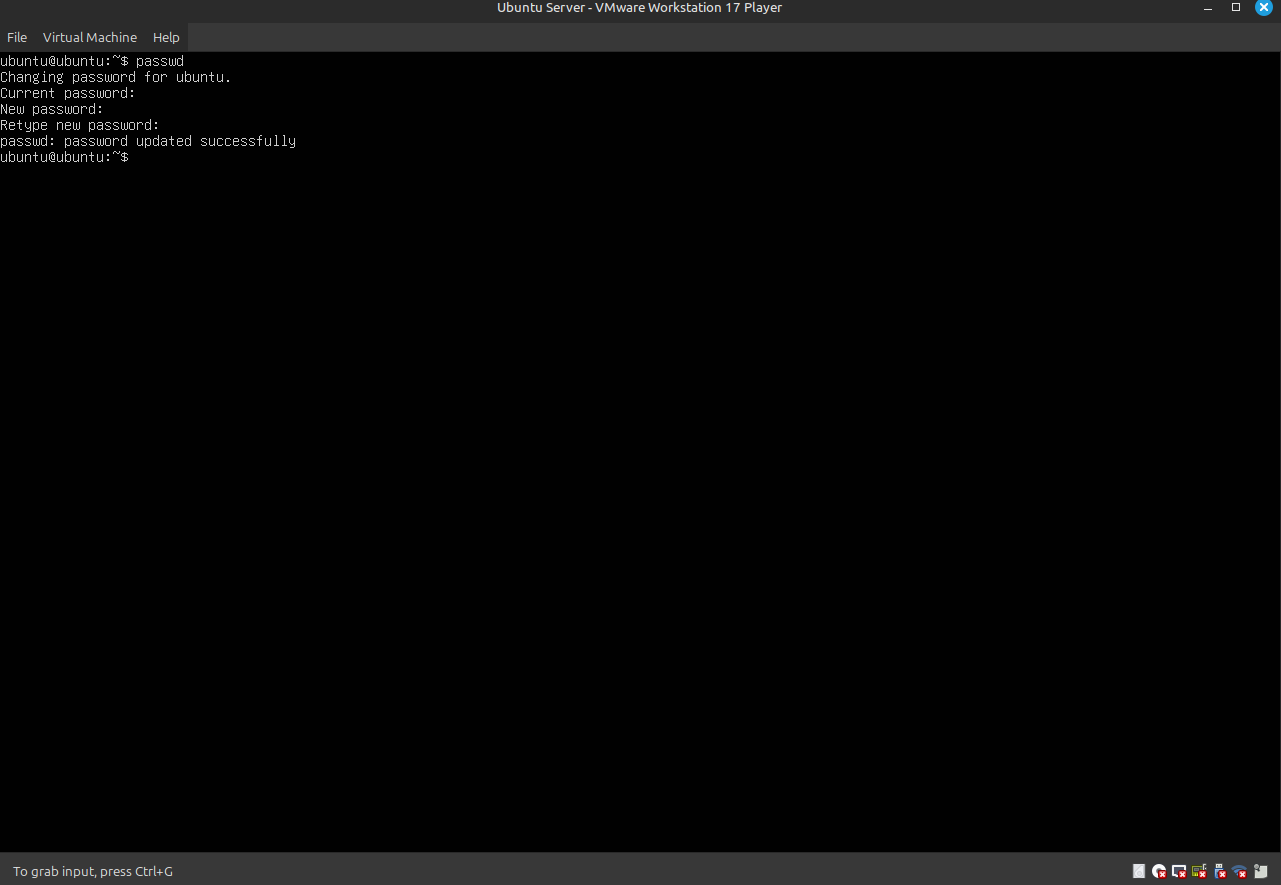 Ubuntu Server - VMware Workstation 17 Player
File Virtual Machine Help
ubuntu@ubuntu:~$ passwd
Changing password for ubuntu.
Current password:
New password:
Retype new password:
passwd: password updated successfully
ubuntu@ubuntu:~$
To grab input, press Ctrl+G